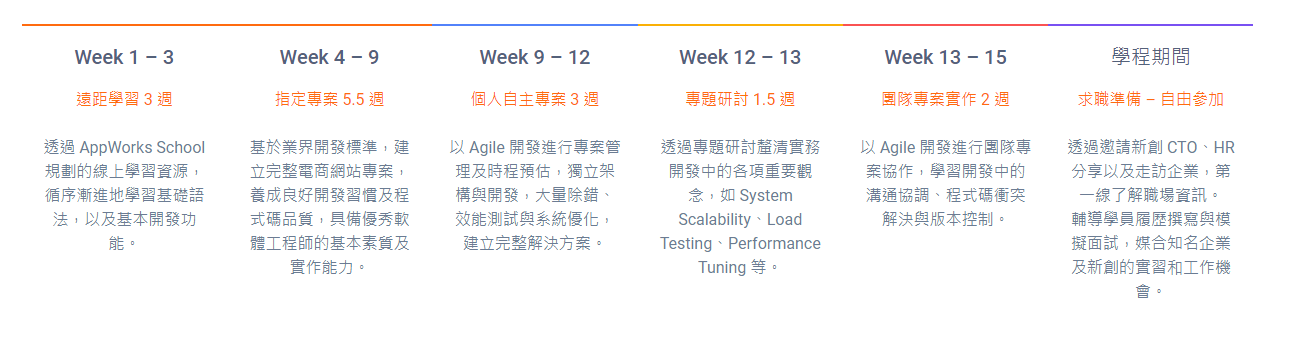 Week 1 – 3
遠距學習 3 週
透過 AppWorks School
規劃的線上學習資源，
循序漸進地學習基礎語
法，以及基本開發功
能。
Week 4 – 9
指定專案 5.5 週
基於業界開發標準，建
立完整電商網站專案，
養成良好開發習慣及程
式碼品質，具備優秀軟
體工程師的基本素質及
實作能力。
Week 9 – 12
個人自主專案 3 週
以 Agile 開發進行專案管
理及時程預估，獨立架
構與開發，大量除錯、
效能測試與系統優化，
建立完整解決方案。
Week 12 – 13
專題研討 1.5 週
透過專題研討釐清實務
開發中的各項重要觀
念，如 System
Scalability、Load
Testing、Performance
Tuning 等。
Week 13 – 15
團隊專案實作 2 週
以 Agile 開發進行團隊專
案協作，學習開發中的
溝通協調、程式碼衝突
解決與版本控制。
學程期間
求職準備 – 自由參加
透過邀請新創 CTO、HR
分享以及走訪企業，第
一線了解職場資訊。
輔導學員履歷撰寫與模
擬面試，媒合知名企業
及新創的實習和工作機
會。